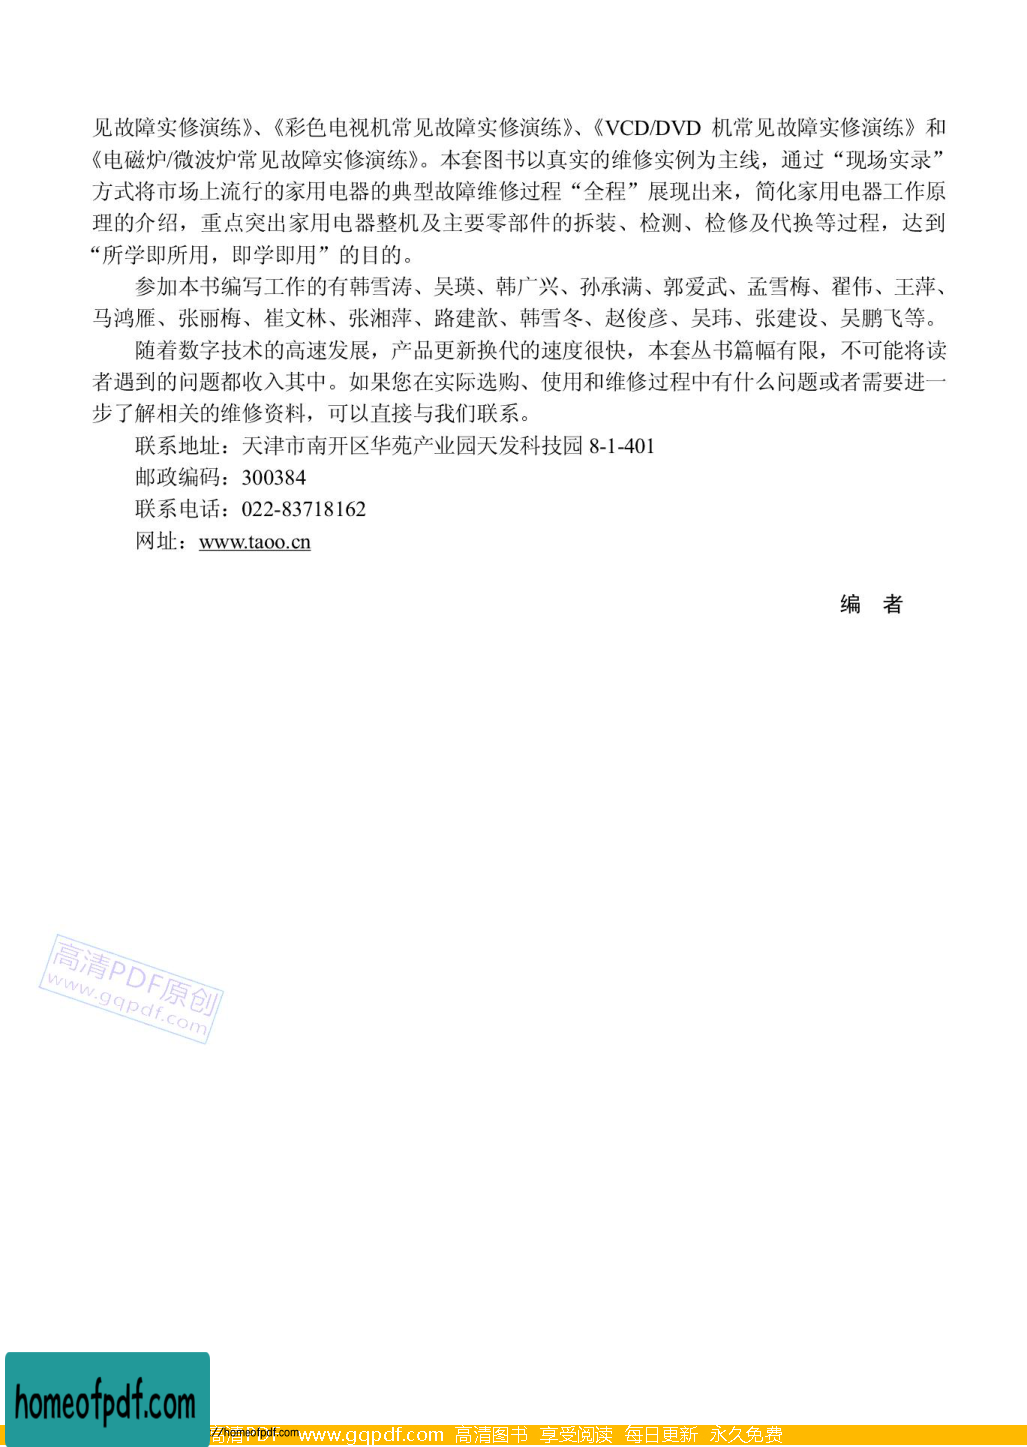 见故障实修演练》、《彩色电视机常见故障实修演练》、《VCD/DVD 机常见故障实修演练》和
《电磁炉/微波炉常见故障实修演练》。本套图书以真实的维修实例为主线，通过“现场实录”
方式将市场上流行的家用电器的典型故障维修过程“全程”展现出来，简化家用电器工作原
理的介绍，重点突出家用电器整机及主要零部件的拆装、检测、检修及代换等过程，达到
“所学即所用，即学即用”的目的。
参加本书编写工作的有韩雪涛、吴瑛、韩广兴、孙承满、郭爱武、孟雪梅、翟伟、王萍、
马鸿雁、张丽梅、崔文林、张湘萍、路建歆、韩雪冬、赵俊彦、吴玮、张建设、吴鹏飞等。
随着数字技术的高速发展，产品更新换代的速度很快，本套丛书篇幅有限，不可能将读
者遇到的问题都收入其中。如果您在实际选购、使用和维修过程中有什么问题或者需要进一
步了解相关的维修资料，可以直接与我们联系。
联系地址：天津市南开区华苑产业园天发科技园 8-1-401
邮政编码：300384
联系电话：022-83718162
网址：www.taoo.cn
编 者
高清PDF原创
www.gqpdf.com
homeofpdf.com
://homeofpdf.com
高清PDF www.gqpdf.com 高清图书 享受阅读 每日更新 永久免费